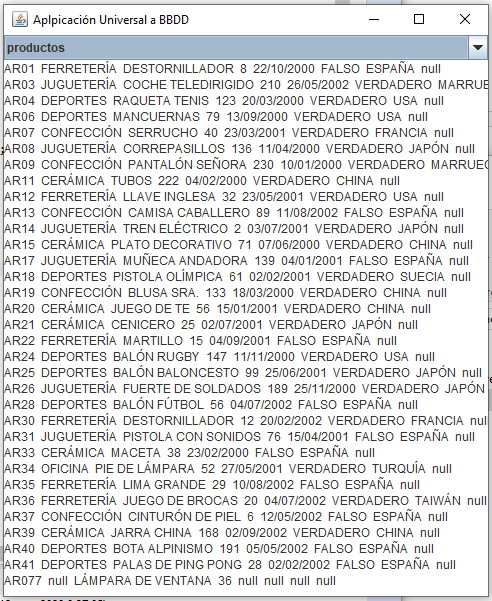 Aplpicación Universal a BBDD
productos
AR01 FERRETERÍA DESTORNILLADOR 8 22/10/2000 FALSO ESPAÑA null
AR03 JUGUETERÍA COCHE TELEDIRIGIDO 210 26/05/2002 VERDADERO MARRUE
AR04 DEPORTES RAQUETA TENIS 123 20/03/2000 VERDADERO USA null
AR06 DEPORTES MANCUERNAS 79 13/09/2000 VERDADERO USA null
AR07 CONFECCIÓN SERRUCHO 40 23/03/2001 VERDADERO FRANCIA null
AR08 JUGUETERÍA CORREPASILLOS 136 11/04/2000 VERDADERO JAPÓN null
AR09 CONFECCIÓN PANTALÓN SEÑORA 230 10/01/2000 VERDADERO MARRUEC
AR11 CERÁMICA TUBOS 222 04/02/2000 VERDADERO CHINA null
AR12 FERRETERÍA LLAVE INGLESA 32 23/05/2001 VERDADERO USA null
AR13 CONFECCIÓN CAMISA CABALLERO 89 11/08/2002 FALSO ESPAÑA null
AR14 JUGUETERÍA TREN ELÉCTRICO 2 03/07/2001 VERDADERO JAPÓN null
AR15 CERÁMICA PLATO DECORATIVO 71 07/06/2000 VERDADERO CHINA null
AR17 JUGUETERÍA MUÑECA ANDADORA 139 04/01/2001 FALSO ESPAÑA null
AR18 DEPORTES PISTOLA OLÍMPICA 61 02/02/2001 VERDADERO SUECIA null
AR19 CONFECCIÓN BLUSA SRA. 133 18/03/2000 VERDADERO CHINA null
AR20 CERÁMICA JUEGO DE TE 56 15/01/2001 VERDADERO CHINA null
AR21 CERÁMICA CENICERO 25 02/07/2001 VERDADERO JAPÓN null
AR22 FERRETERÍA MARTILLO 15 04/09/2001 FALSO ESPAÑA null
AR24 DEPORTES BALÓN RUGBY 147 11/11/2000 VERDADERO USA null
AR25 DEPORTES BALÓN BALONCESTO 99 25/06/2001 VERDADERO JAPÓN null
AR26 JUGUETERÍA FUERTE DE SOLDADOS 189 25/11/2000 VERDADERO JAPÓN
AR28 DEPORTES BALÓN FÚTBOL 56 04/07/2002 FALSO ESPAÑA null
AR30 FERRETERÍA DESTORNILLADOR 12 20/02/2002 VERDADERO FRANCIA null
AR31 JUGUETERÍA PISTOLA CON SONIDOS 76 15/04/2001 FALSO ESPAÑA null
AR33 CERÁMICA MACETA 38 23/02/2000 FALSO ESPAÑA null
AR34 OFICINA PIE DE LÁMPARA 52 27/05/2001 VERDADERO TURQUÍA null
AR35 FERRETERÍA LIMA GRANDE 29 10/08/2002 FALSO ESPAÑA null
AR36 FERRETERÍA JUEGO DE BROCAS 20 04/07/2002 VERDADERO TAIWÁN null
AR37 CONFECCIÓN CINTURÓN DE PIEL 6 12/05/2002 FALSO ESPAÑA null
AR39 CERÁMICA JARRA CHINA 168 02/09/2002 VERDADERO CHINA null
AR40 DEPORTES BOTA ALPINISMO 191 05/05/2002 FALSO ESPAÑA null
AR41 DEPORTES PALAS DE PING PONG 28 02/02/2002 FALSO ESPAÑA null
AR077 null LÁMPARA DE VENTANA 36 null null null null